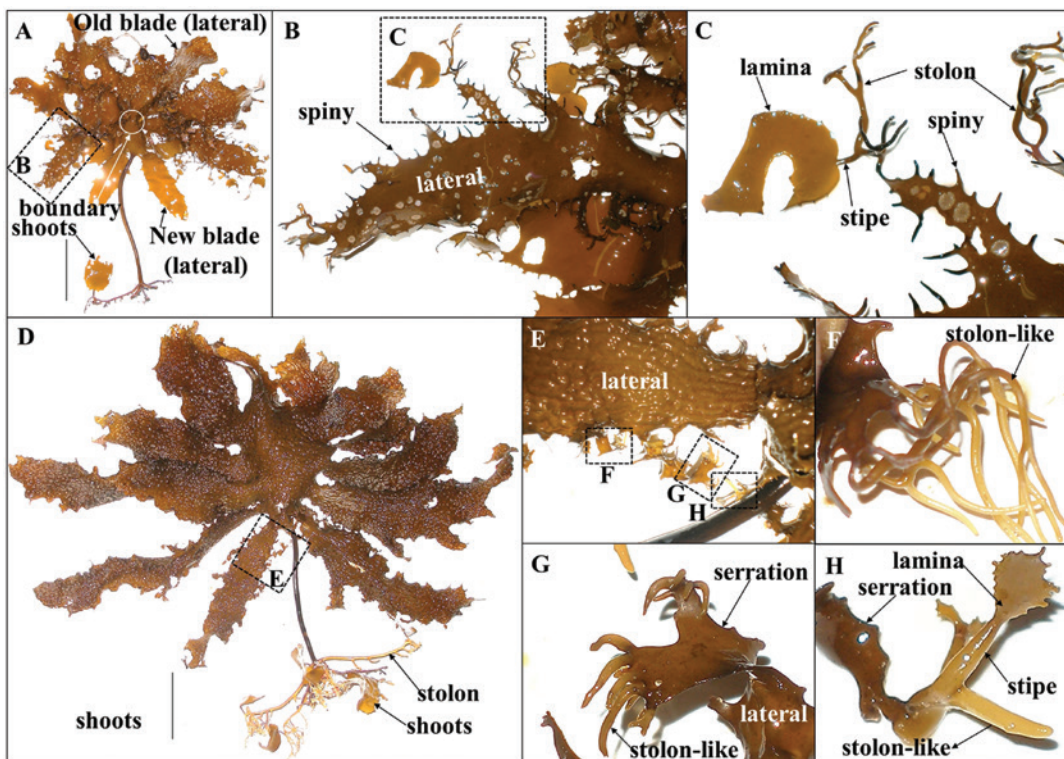 A
Old blade (lateral)
B
boundary
shoots
New blade
(lateral)
B
C
spiny
lateral
C
lamina
stolon
spiny
stipe
D
E
stolon
shoots
shoots
E
lateral
F
G
H
F
stolon-like
G
serration
lateral
stolon-like
H
lamina
serration
stipe
stolon-like